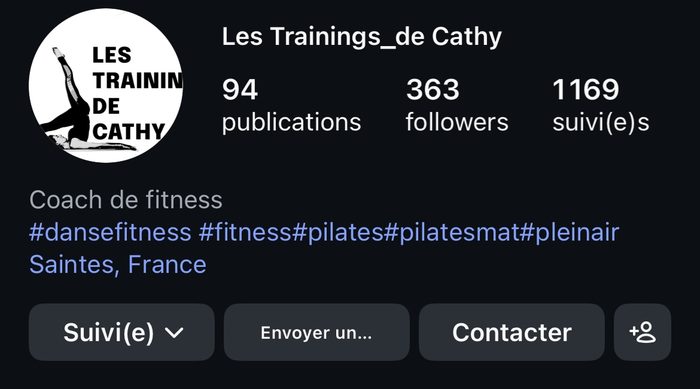 LES
TRAININ
DE
CATHY
Les Trainings_de Cathy
94
363
1169
publications
followers
suivi(e)s
Coach de fitness
#dansefitness #fitness#pilates#pilatesmat#pleinair
Saintes, France
Suivi(e)
Envoyer un...
Contacter